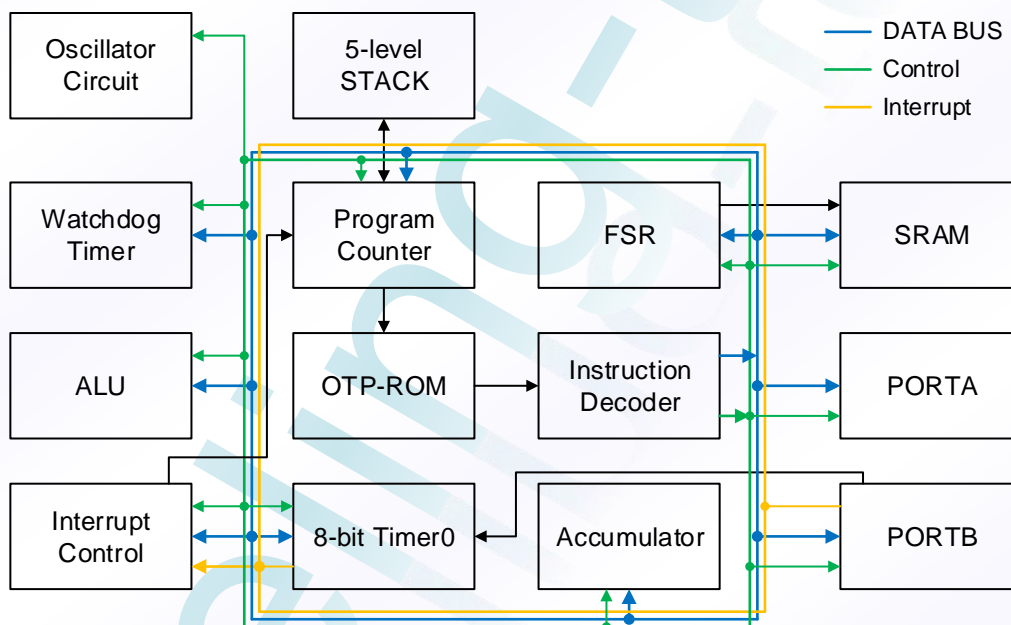 Oscillator
Circuit
5-level
STACK
DATA BUS
Control
Interrupt
Watchdog
Timer
Program
Counter
FSR
SRAM
ALU
OTP-ROM
Instruction
Decoder
PORTA
Interrupt
Control
8-bit Timer0
Accumulator
PORTB